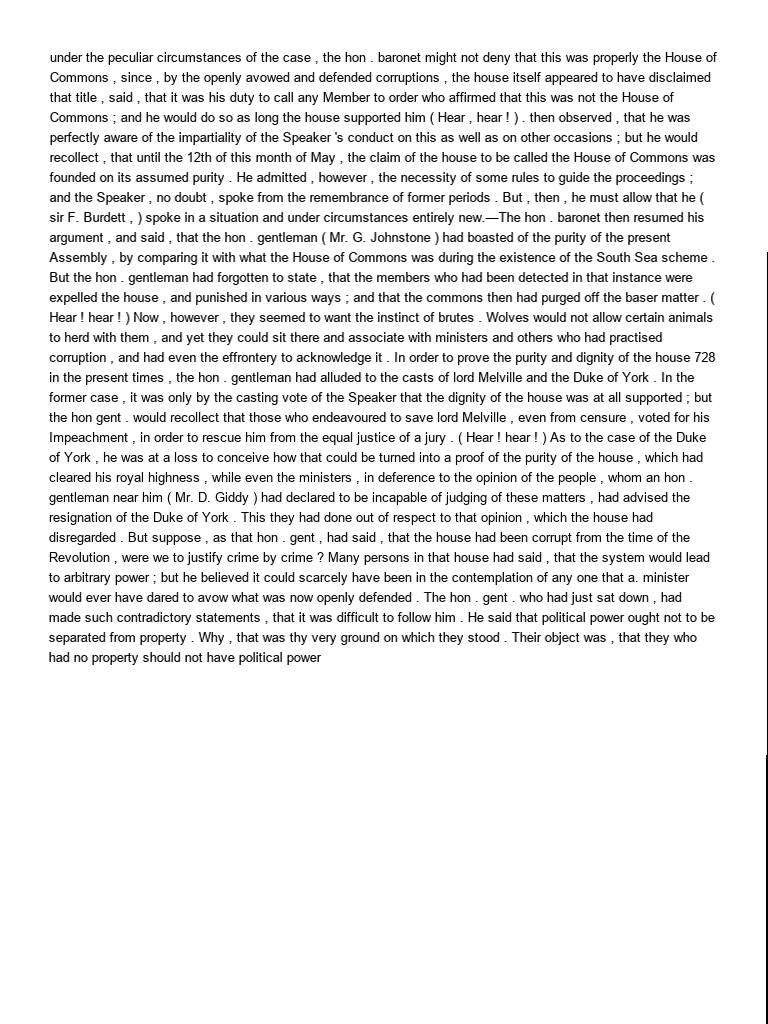 under the peculiar circumstances of the case , the hon . baronet might not deny that this was properly the House of
Commons , since , by the openly avowed and defended corruptions , the house itself appeared to have disclaimed
that title , said , that it was his duty to call any Member to order who affirmed that this was not the House of
Commons ; and he would do so as long the house supported him ( Hear , hear ! ) . then observed , that he was
perfectly aware of the impartiality of the Speaker 's conduct on this as well as on other occasions ; but he would
recollect , that until the 12th of this month of May , the claim of the house to be called the House of Commons was
founded on its assumed purity . He admitted , however , the necessity of some rules to guide the proceedings ;
and the Speaker , no doubt , spoke from the remembrance of former periods . But , then , he must allow that he (
sir F. Burdett , ) spoke in a situation and under circumstances entirely new.—The hon . baronet then resumed his
argument , and said , that the hon . gentleman ( Mr. G. Johnstone ) had boasted of the purity of the present
Assembly , by comparing it with what the House of Commons was during the existence of the South Sea scheme .
But the hon . gentleman had forgotten to state , that the members who had been detected in that instance were
expelled the house , and punished in various ways ; and that the commons then had purged off the baser matter . (
Hear ! hear ! ) Now , however , they seemed to want the instinct of brutes . Wolves would not allow certain animals
to herd with them , and yet they could sit there and associate with ministers and others who had practised
corruption , and had even the effrontery to acknowledge it . In order to prove the purity and dignity of the house 728
in the present times , the hon . gentleman had alluded to the casts of lord Melville and the Duke of York . In the
former case , it was only by the casting vote of the Speaker that the dignity of the house was at all supported ; but
the hon gent . would recollect that those who endeavoured to save lord Melville , even from censure , voted for his
Impeachment , in order to rescue him from the equal justice of a jury . ( Hear ! hear ! ) As to the case of the Duke
of York , he was at a loss to conceive how that could be turned into a proof of the purity of the house , which had
cleared his royal highness , while even the ministers , in deference to the opinion of the people , whom an hon .
gentleman near him ( Mr. D. Giddy ) had declared to be incapable of judging of these matters , had advised the
resignation of the Duke of York . This they had done out of respect to that opinion , which the house had
disregarded . But suppose , as that hon . gent , had said , that the house had been corrupt from the time of the
Revolution , were we to justify crime by crime ? Many persons in that house had said , that the system would lead
to arbitrary power ; but he believed it could scarcely have been in the contemplation of any one that a. minister
would ever have dared to avow what was now openly defended . The hon . gent . who had just sat down , had
made such contradictory statements , that it was difficult to follow him . He said that political power ought not to be
separated from property . Why , that was thy very ground on which they stood . Their object was , that they who
had no property should not have political power